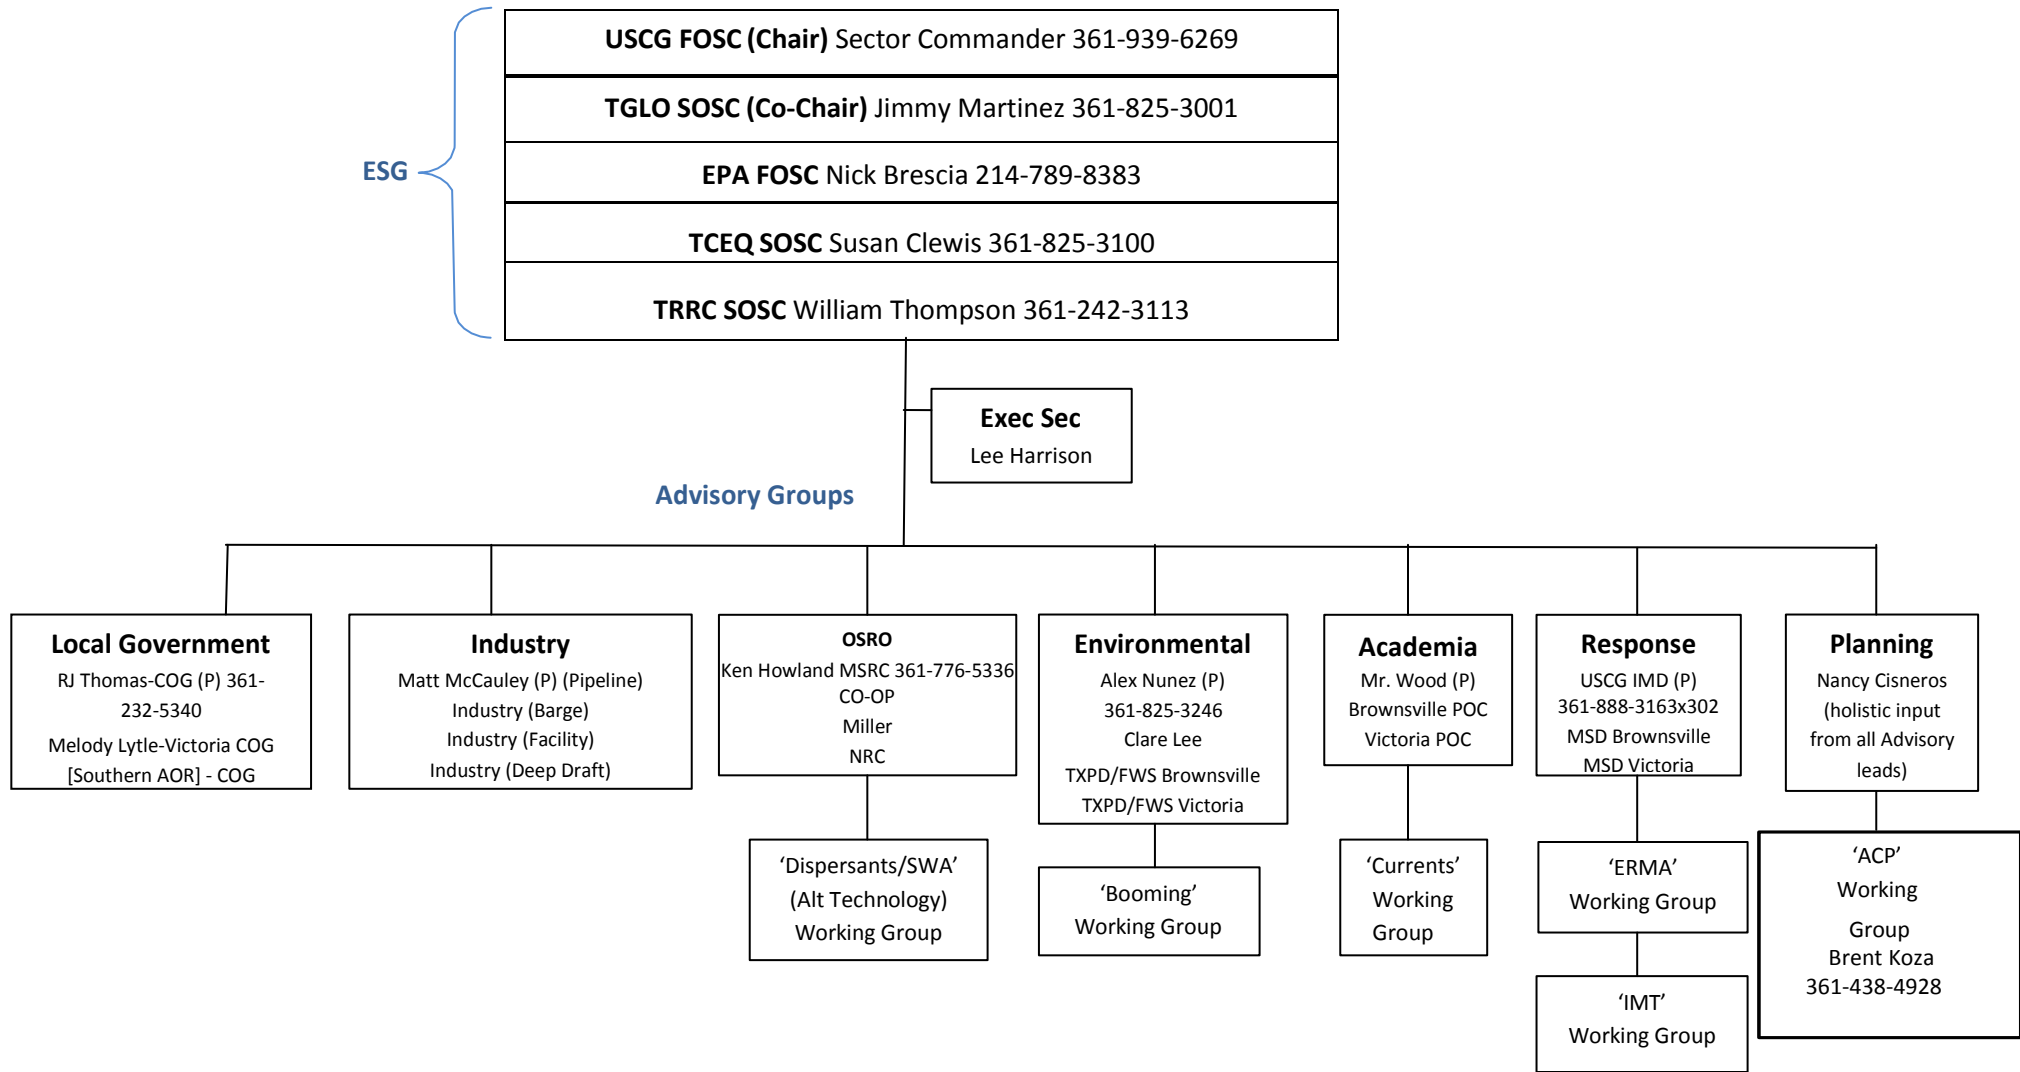 USCG FOSC (Chair) Sector Commander 361-939-6269
TGLO SOSC (Co-Chair) Jimmy Martinez 361-825-3001
ESG
EPA FOSC Nick Brescia 214-789-8383
TCEQ SOSC Susan Clewis 361-825-3100
TRRC SOSC William Thompson 361-242-3113
Exec Sec
Lee Harrison
Advisory Groups
Local Government
RJ Thomas-COG (P) 361-
232-5340
Melody Lytle-Victoria COG
[Southern AOR] - COG
Industry
Matt McCauley (P) (Pipeline)
Industry (Barge)
Industry (Facility)
Industry (Deep Draft)
OSRO
Ken Howland MSRC 361-776-5336
CO-OP
Miller
NRC
Environmental
Alex Nunez (P)
361-825-3246
Clare Lee
TXPD/FWS Brownsville
TXPD/FWS Victoria
Academia
Mr. Wood (P)
Brownsville POC
Victoria POC
Response
USCG IMD (P)
361-888-3163x302
MSD Brownsville
MSD Victoria
Planning
Nancy Cisneros
(holistic input
from all Advisory
leads)
‘Dispersants/SWA’
(Alt Technology)
Working Group
‘Booming’
Working Group
‘Currents’
Working
Group
‘ERMA’
Working Group
‘IMT’
Working Group
‘ACP’
Working
Group
Brent Koza
361-438-4928